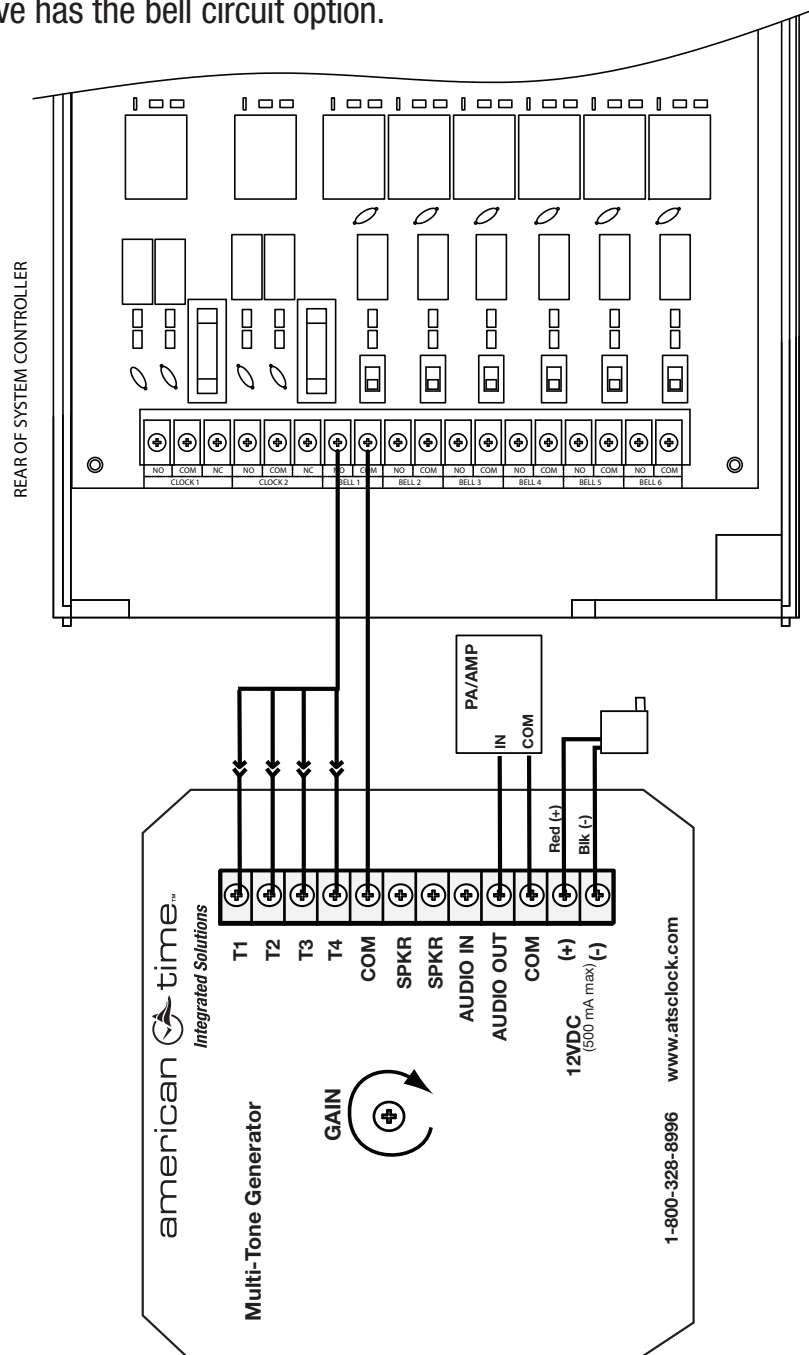 ve has the bell circuit option.
REAR OF SYSTEM CONTROLLER
NO COM NC NO COM NC NO COM NO COM NO COM NO COM NO COM NO COM
CLOCK 1 CLOCK 2 BELL 1 BELL 2 BELL 3 BELL 4 BELL 5 BELL 6
PA/AMP
IN
COM
Red (+)
Blk (-)
T1
T2
T3
T4
COM
SPKR
SPKR
AUDIO IN
AUDIO OUT
COM
(+)
(-)
12VDC
(500 mA max)
american time™
Integrated Solutions
Multi-Tone Generator
GAIN
1-800-328-8996 www.atsclock.com